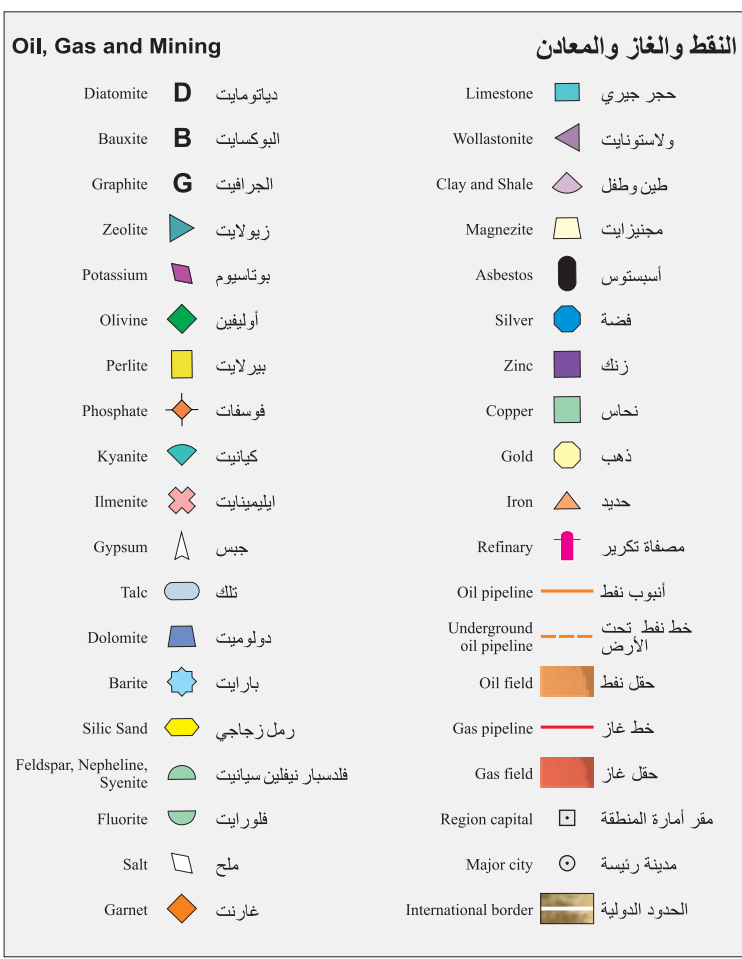 Oil, Gas and Mining
النقط والغاز والمعادن
Diatomite D دياتومايت
Bauxite B البوكسايت
Graphite G الجرافيت
Zeolite زيولايت
Potassium بوتاسيوم
Olivine أوليفين
Perlite بيرلايت
Phosphate فوسفات
Kyanite كيانيت
Ilmenite ايليمينايت
Gypsum جبس
Talc تلك
Dolomite دولوميت
Barite بارايت
Silic Sand رمل زجاجي
Feldspar, Nepheline,
Syenite
فلدسبار نيفلين سيانيت
Fluorite فلورايت
Salt ملح
Garnet غارنت
Limestone حجر جيري
Wollastonite ولاستونايت
Clay and Shale طين وطفل
Magnezite مجنيزايت
Asbestos أسبستوس
Silver فضة
Zinc زنك
Copper نحاس
Gold ذهب
Iron حديد
Refinary مصفاة تكرير
Oil pipeline أنبوب نفط
Underground
oil pipeline
خط نفط تحت
الأرض
Oil field حقل نفط
Gas pipeline خط غاز
Gas field حقل غاز
Region capital مقر أمارة المنطقة
Major city مدينة رئيسة
International border الحدود الدولية